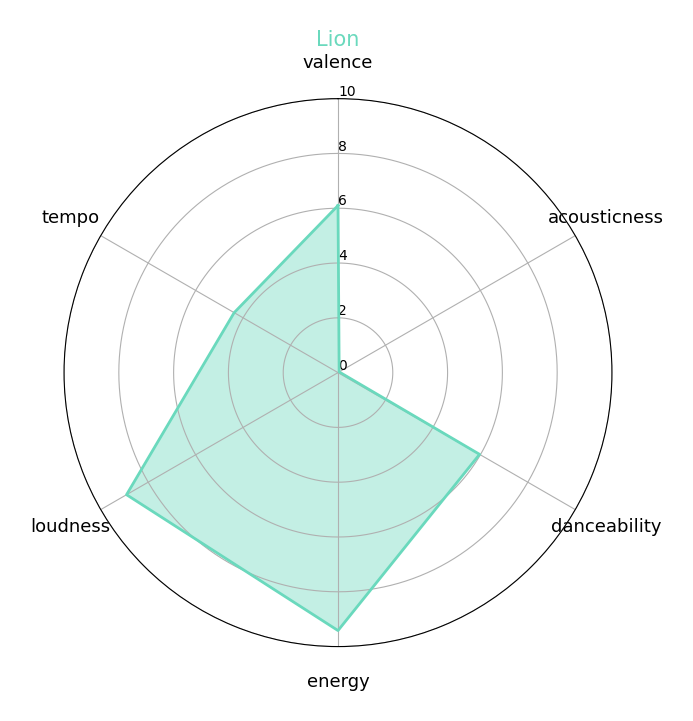 Lion
valence
10
8
tempo
6
acousticness
4
2
0
loudness
danceability
energy